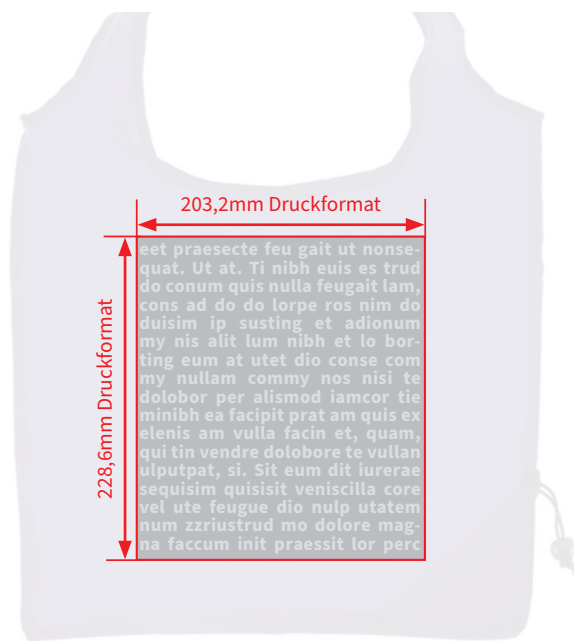 203,2mm Druckformat
228,6mm Druckformat
eet praesecte feu gait ut nonse-
quat. Ut at. Ti nibh euis es trud
do conum quis nulla feugait lam,
cons ad do do lorpe ros nim do
duisim ip susting et adionum
my nis alit lum nibh et lo bor-
ting eum at utet dio conse com
my nullam commy nos nisi te
dolobor per alismod iamcor tie
minibh ea facipit prat am quis ex
elenis am vulla facin et, quam,
qui tin vendre dolobore te vullan
ulputpat, si. Sit eum dit iurerae
sequisim quisisit veniscilla core
vel ute feugue dio nulp utatem
num zzriustrud mo dolore mag-
na faccum init praessit lor perc